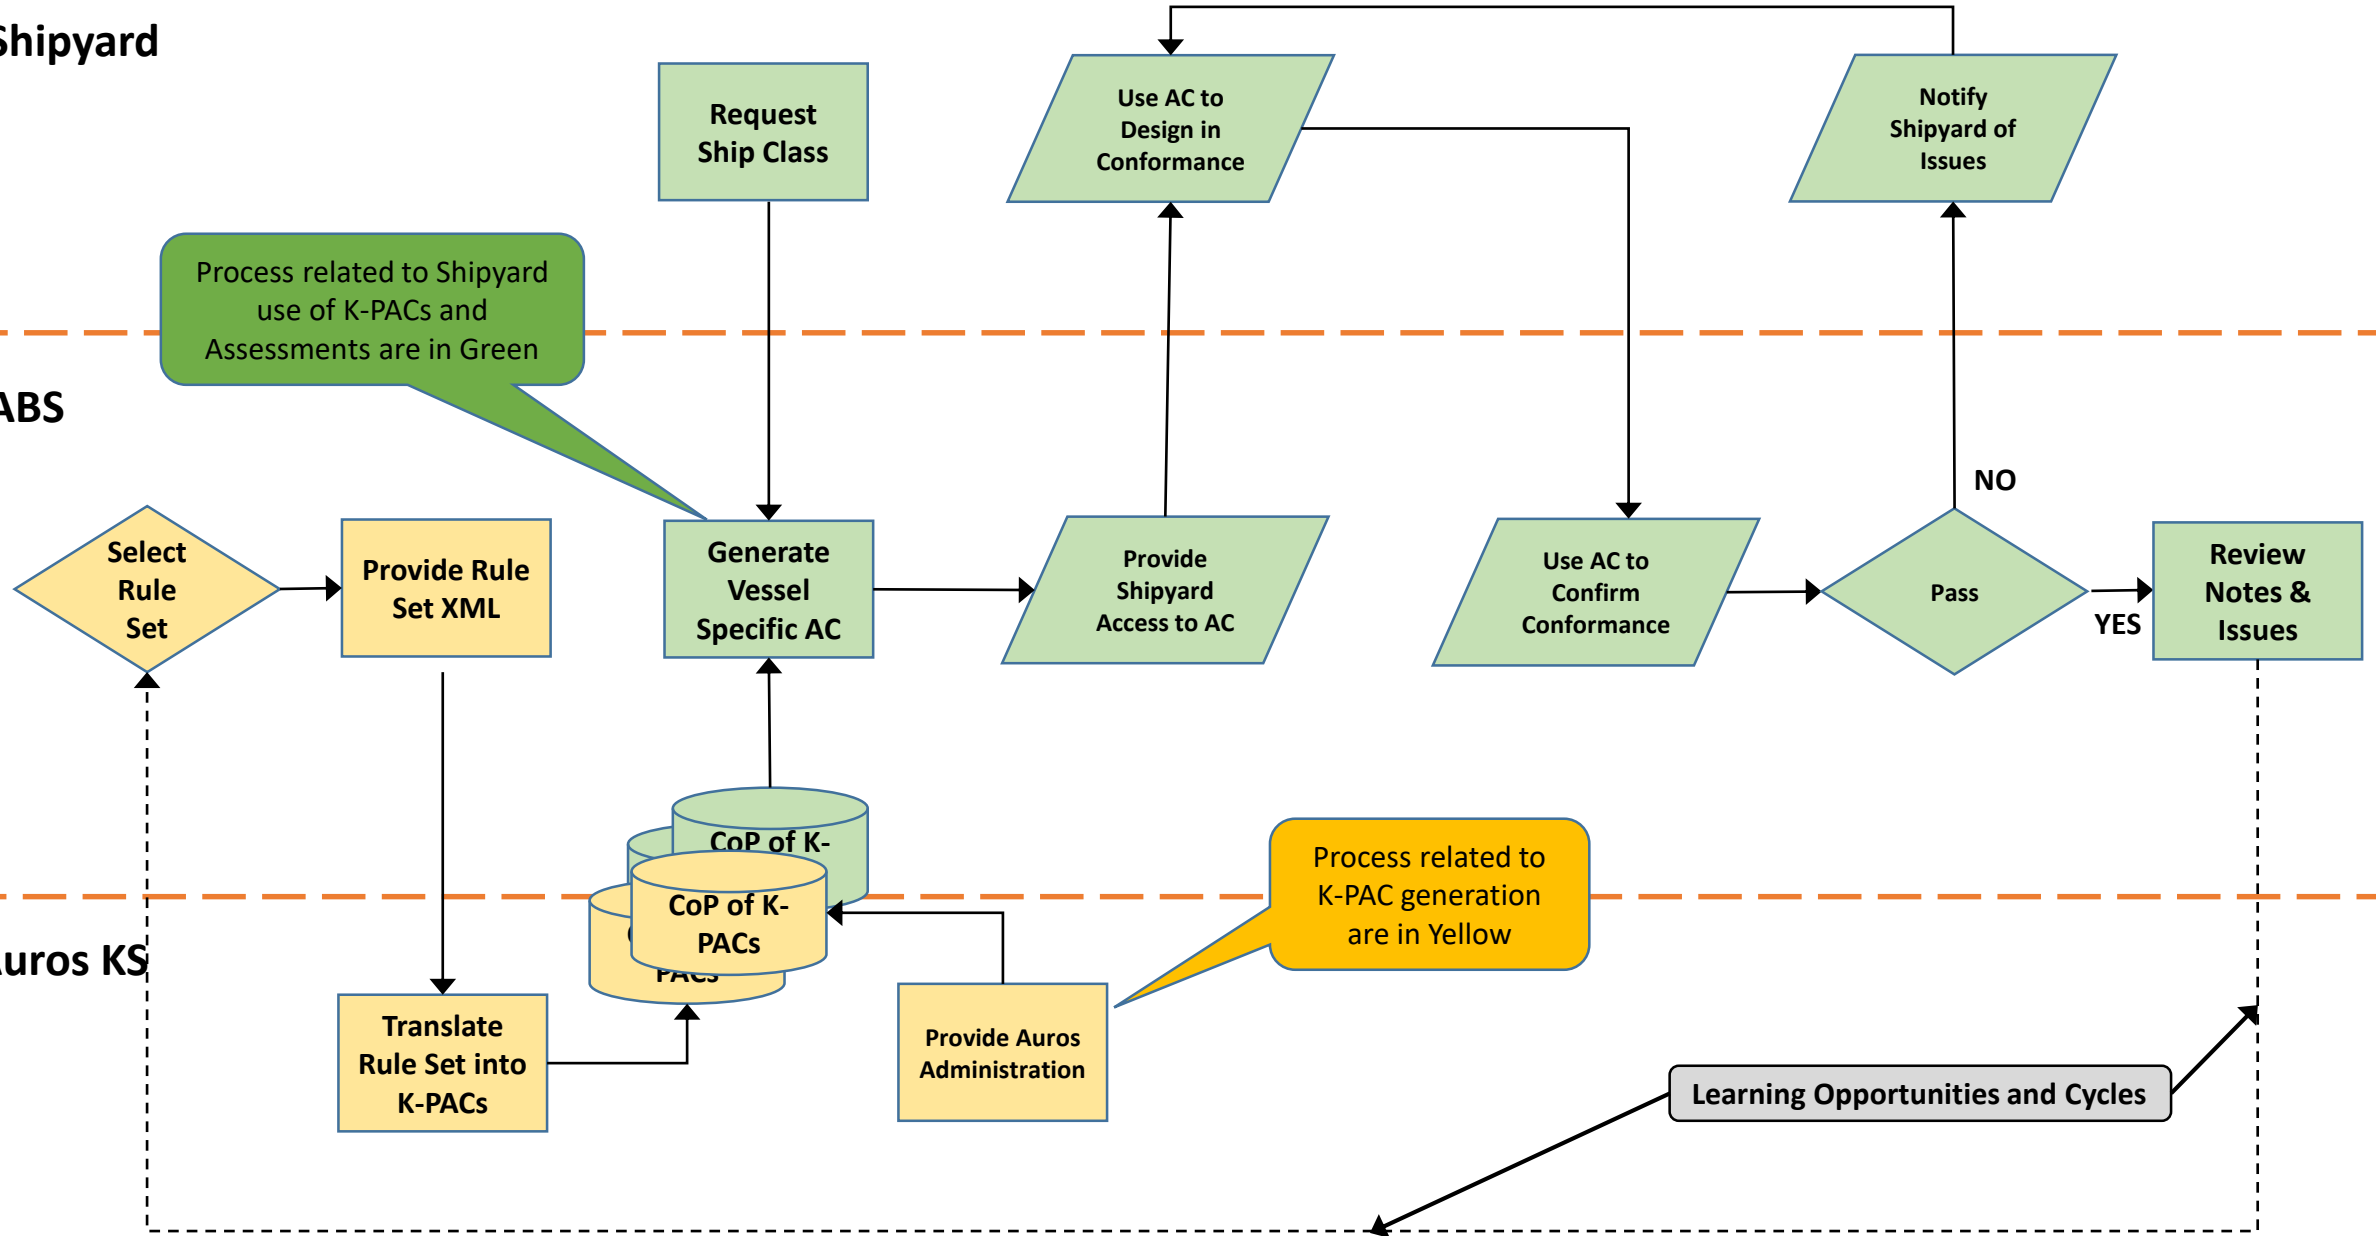 Shipyard
Request
Ship Class
Use AC to
Design in
Conformance
Notify
Shipyard of
Issues
Process related to Shipyard
use of K-PACs and
Assessments are in Green
ABS
NO
Select
Rule
Set
Provide Rule
Set XML
Generate
Vessel
Specific AC
Provide
Shipyard
Access to AC
Use AC to
Confirm
Conformance
Pass
YES
Review
Notes &
Issues
CoP of K-
CoP of K-
PACs
PACs
Process related to
K-PAC generation
are in Yellow
Auros KS
Translate
Rule Set into
K-PACs
Provide Auros
Administration
Learning Opportunities and Cycles